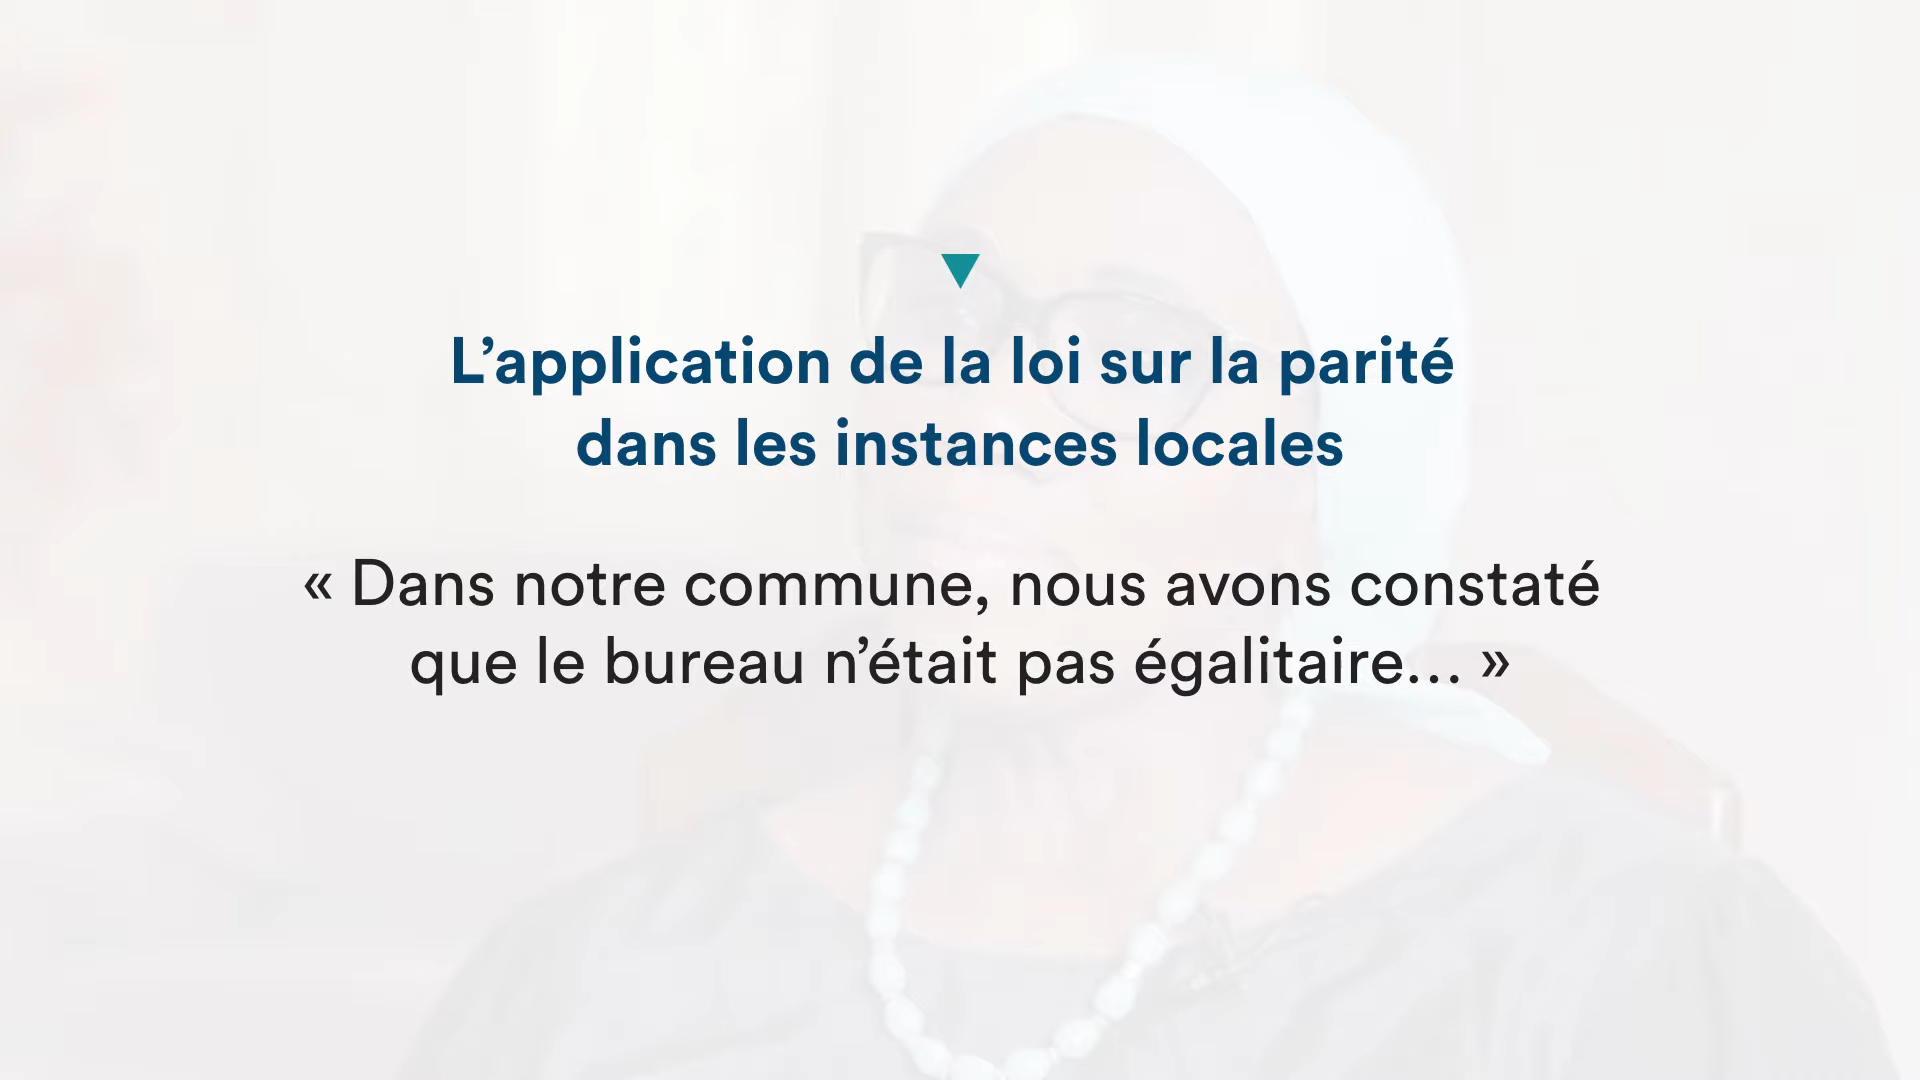 L’application de la loi sur la parité
dans les instances locales
« Dans notre commune, nous avons constaté
que le bureau n’était pas égalitaire… »